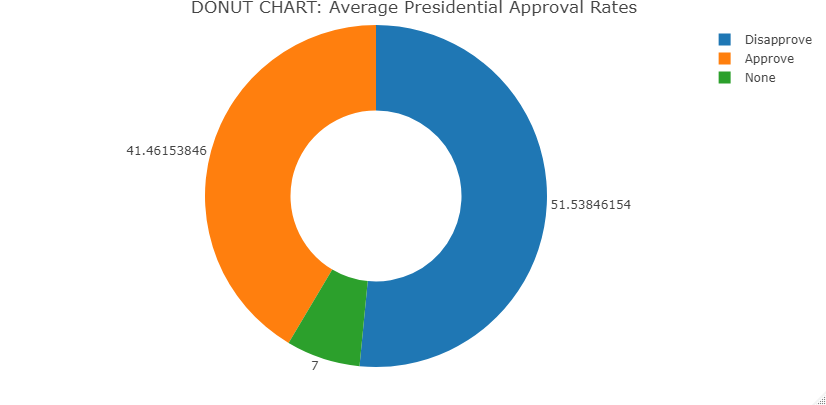 DONUT CHART: Average Presidential Approval Rates
Disapprove
Approve
None
41.46153846
51.53846154
7